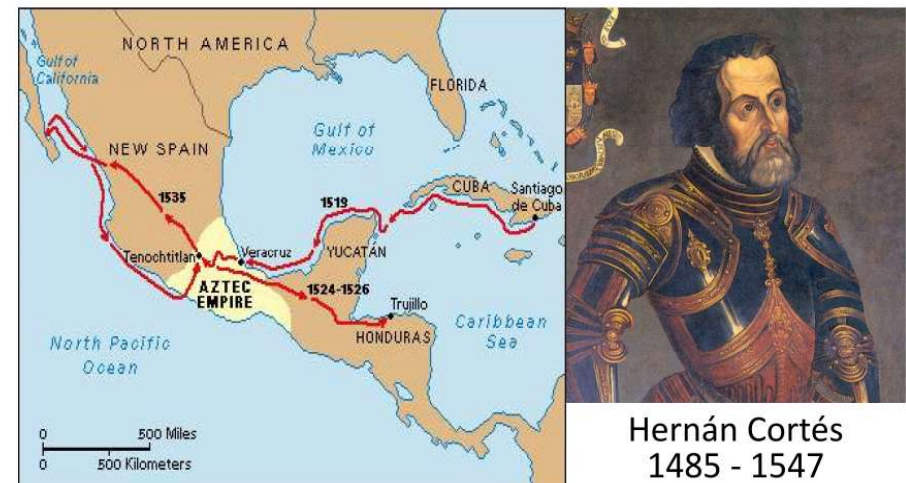 NORTH AMERICA
Gulf of
California
FLORIDA
Gulf of
Mexico
NEW SPAIN
1535
1519
CUBA
Santiago
de Cuba
Tenochtitlan
Veracruz
YUCATÁN
AZTEC
EMPIRE
1524-1526
Trujillo
HONDURAS
Caribbean
Sea
North Pacific
Ocean
0 500 Miles
0 500 Kilometers
Hernán Cortés
1485 - 1547